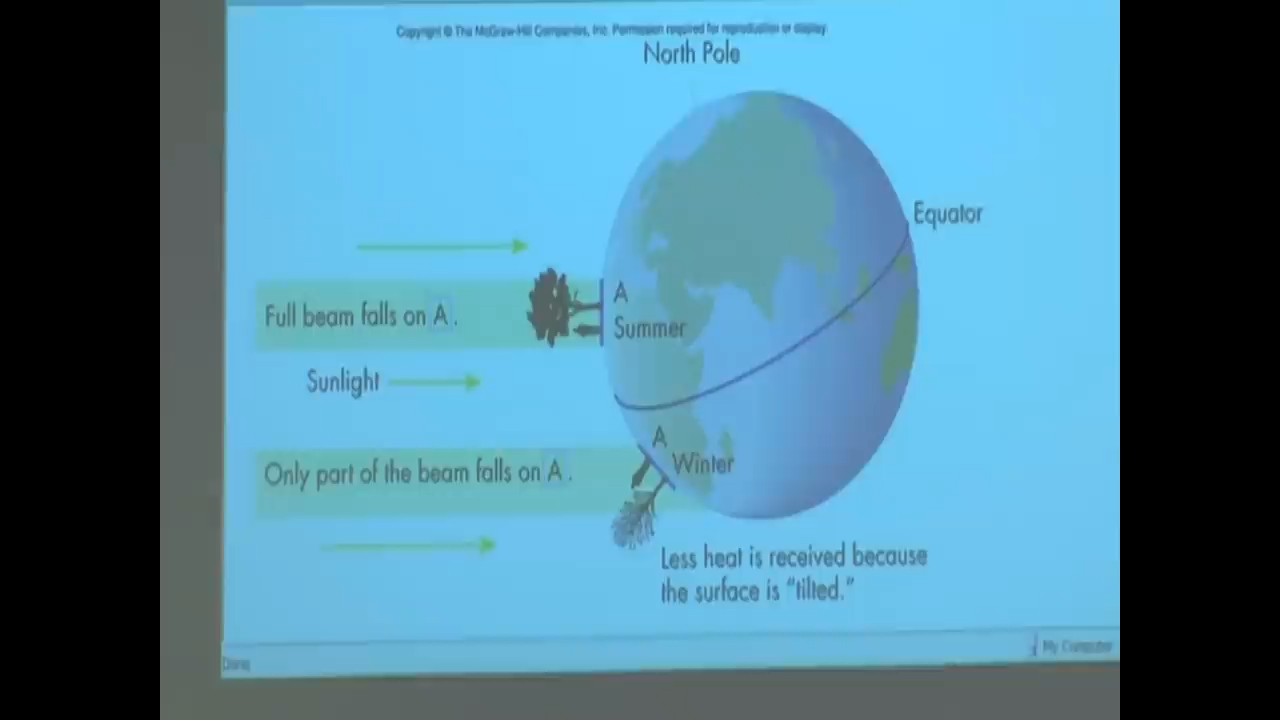 Copyright © The McGraw-Hill Companies, Inc. Permission required for reproduction or display.
North Pole
Equator
A
Full beam falls on A.
Summer
Sunlight
A
Winter
Only part of the beam falls on A.
Less heat is received because
the surface is “tilted.”
My Computer
Done